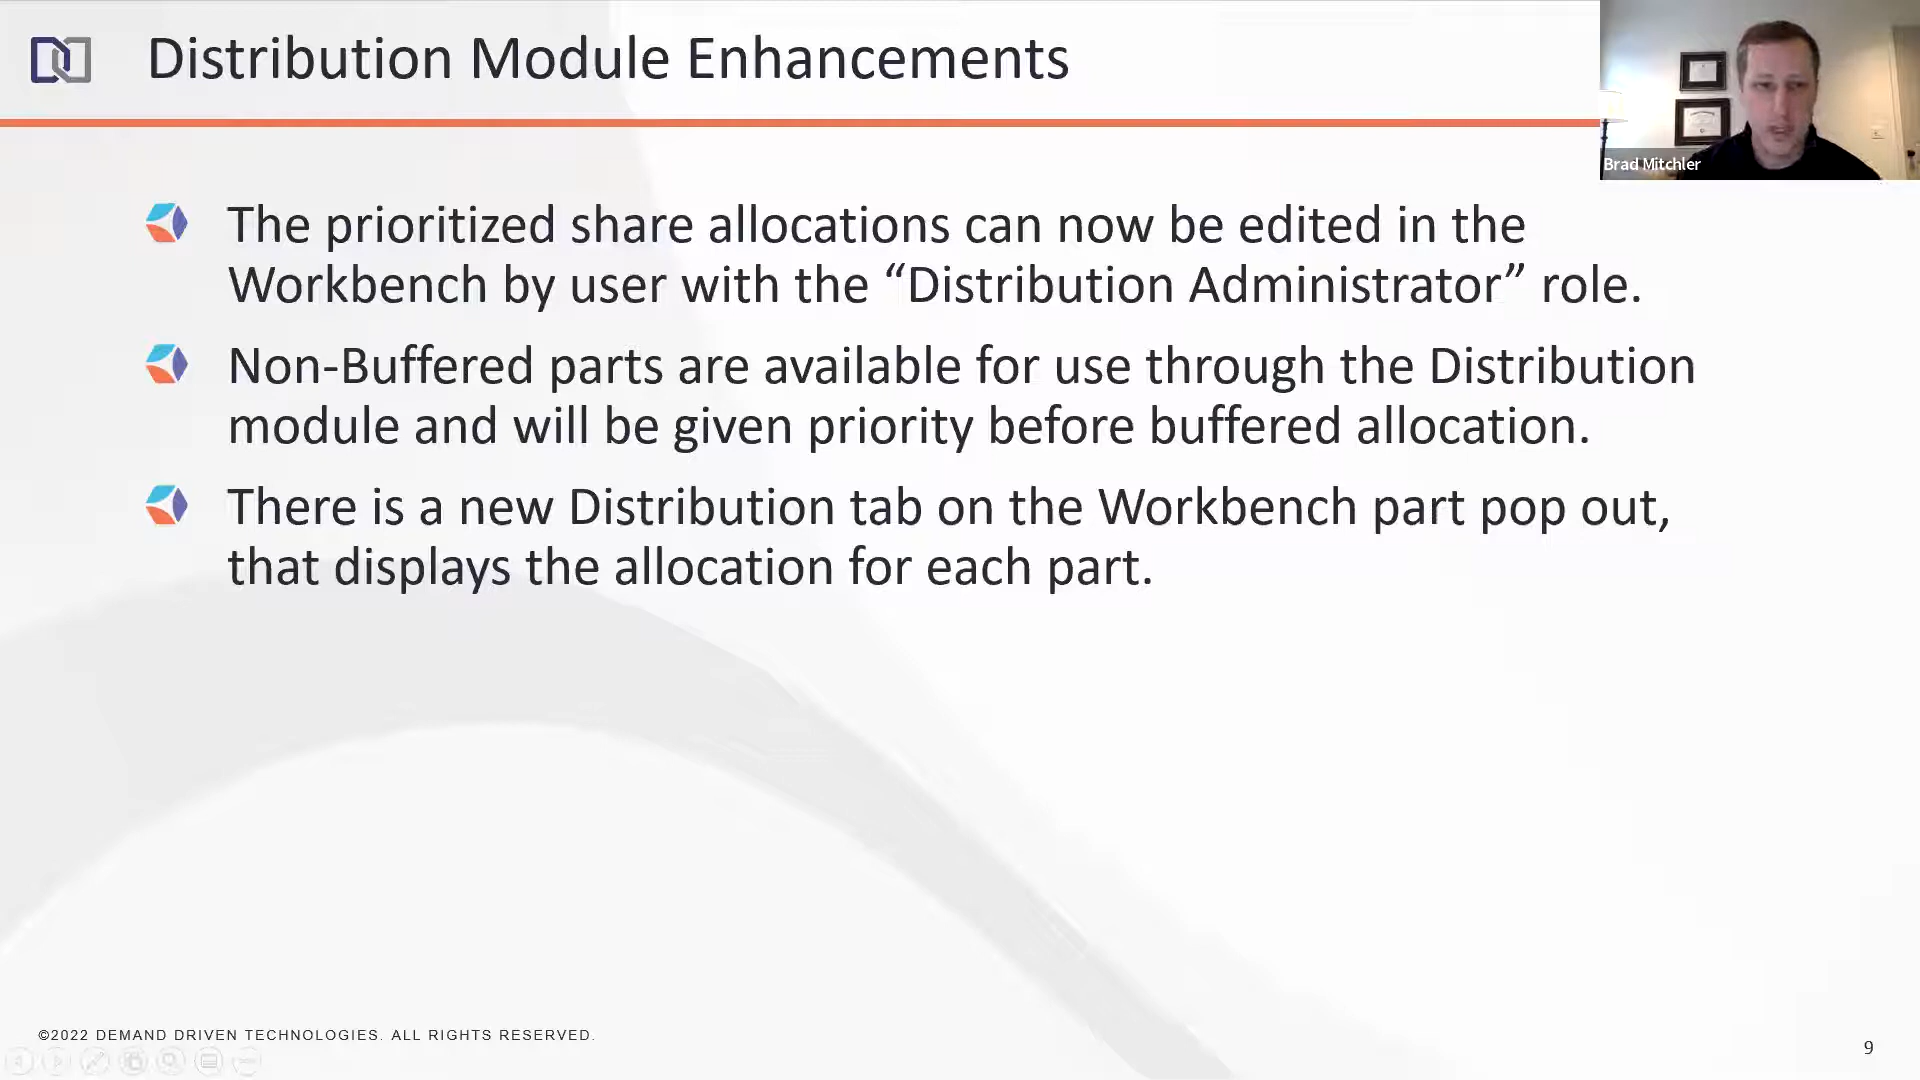 Distribution Module Enhancements
Brad Mitchler
The prioritized share allocations can now be edited in the
Workbench by user with the “Distribution Administrator” role.
Non-Buffered parts are available for use through the Distribution
module and will be given priority before buffered allocation.
There is a new Distribution tab on the Workbench part pop out,
that displays the allocation for each part.
©2022 DEMAND DRIVEN TECHNOLOGIES. ALL RIGHTS RESERVED.
9